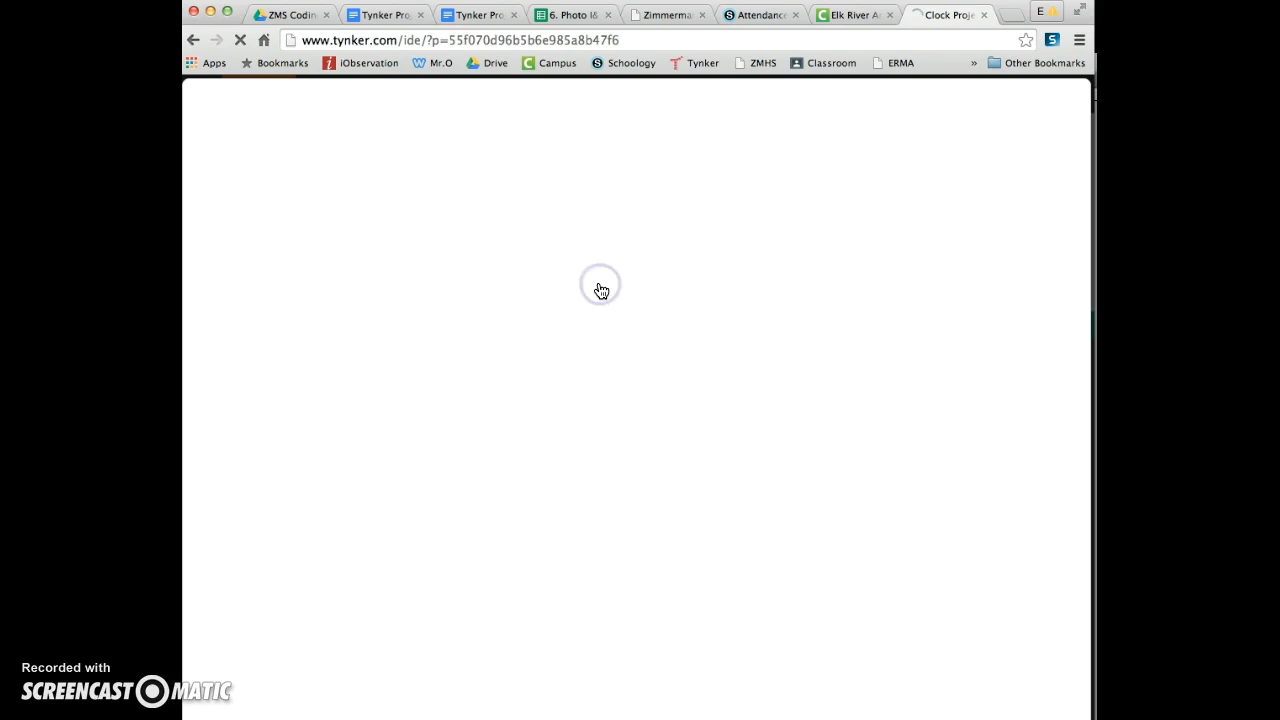 ZMS Codin
Tynker Pro
Tynker Pro
6. Photo I&
Zimmerma
Attendanc
Elk River A
Clock Proje
E
www.tynker.com/ide/?p=55f070d96b5b6e985a8b47f6
Apps
Bookmarks
iObservation
Mr.O
Drive
Campus
Schoology
Tynker
ZMHS
Classroom
ERMA
»
Other Bookmarks
Recorded with
SCREENCAST MATIC